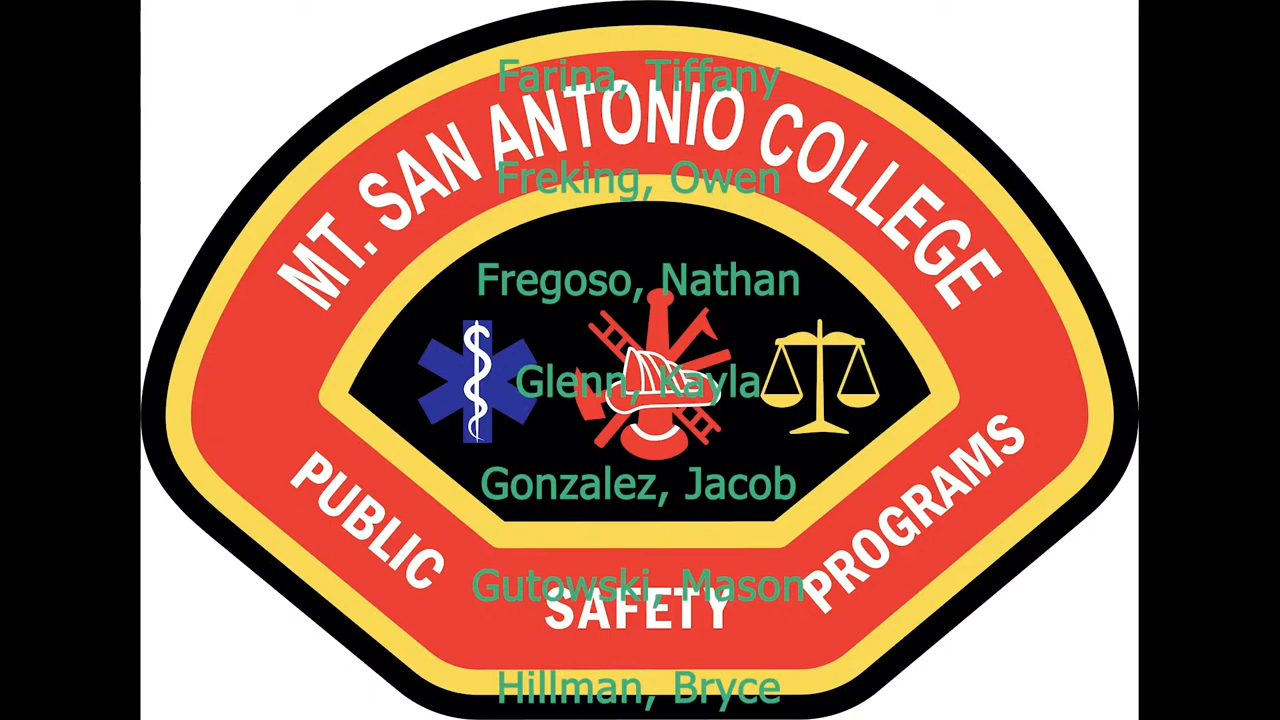 Farina, Tiffany
MT. SAN ANTONIO COLLEGE
Freking, Owen
Fregoso, Nathan
Glenn, Kayla
Gonzalez, Jacob
PUBLIC
Gutowski, Mason
SAFETY
PROGRAMS
Hillman, Bryce